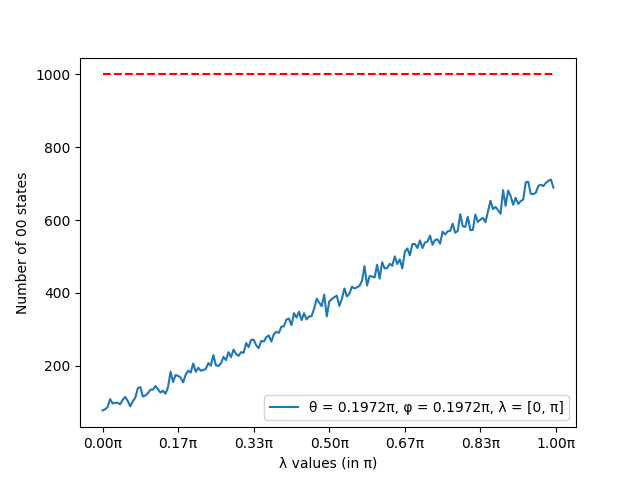 1000
800
600
400
200
Number of 00 states
θ = 0.1972π, φ = 0.1972π, λ = [0, π]
0.00π 0.17π 0.33π 0.50π 0.67π 0.83π 1.00π
λ values (in π)